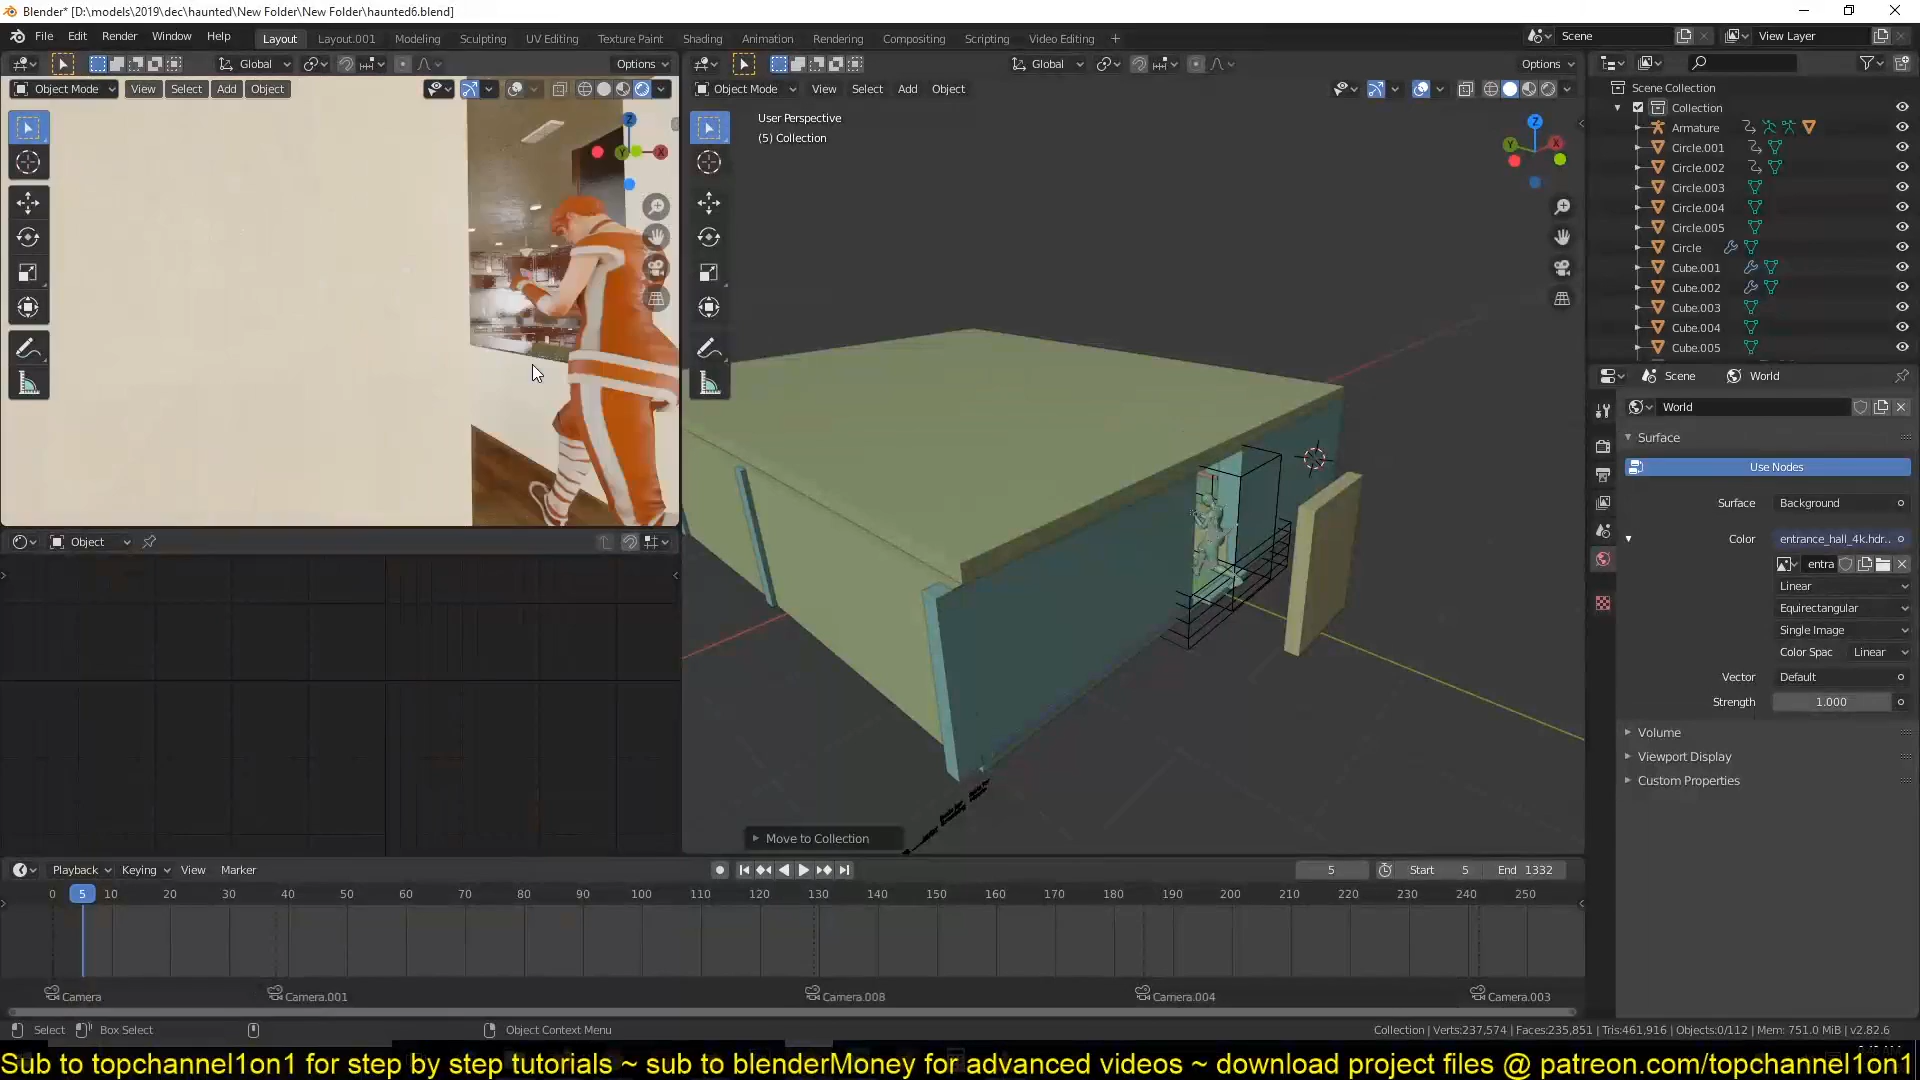 Blender* [D:\models\2019\dec\haunted\New Folder\New Folder\haunted6.blend]
File Edit Render Window Help Layout Layout.001 Modeling Sculpting UV Editing Texture Paint Shading Animation Rendering Compositing Scripting Video Editing + Scene View Layer
Global Options Global Options
Object Mode View Select Add Object Object Mode View Select Add Object
User Perspective
(5) Collection
Scene Collection
Collection
Armature
Circle.001
Circle.002
Circle.003
Circle.004
Circle.005
Circle
Cube.001
Cube.002
Cube.003
Cube.004
Cube.005
Z X Y
Z X Y
Scene World
World
Surface
Use Nodes
Surface Background
Color entrance_hall_4k.hdr..
entra
Linear
Equirectangular
Single Image
Color Spac Linear
Vector Default
Strength 1.000
Volume
Viewport Display
Custom Properties
Object
Move to Collection
Playback Keying View Marker 5 Start 5 End 1332
0 5 10 20 30 40 50 60 70 80 90 100 110 120 130 140 150 160 170 180 190 200 210 220 230 240 250
Camera Camera.001 Camera.008 Camera.004 Camera.003
Select Box Select Object Context Menu Collection | Verts:237,574 | Faces:235,851 | Tris:461,916 | Objects:0/112 | Mem: 751.0 MiB | v2.82.6
Sub to topchannel1on1 for step by step tutorials ~ sub to blenderMoney for advanced videos ~ download project files @ patreon.com/topchannel1on1